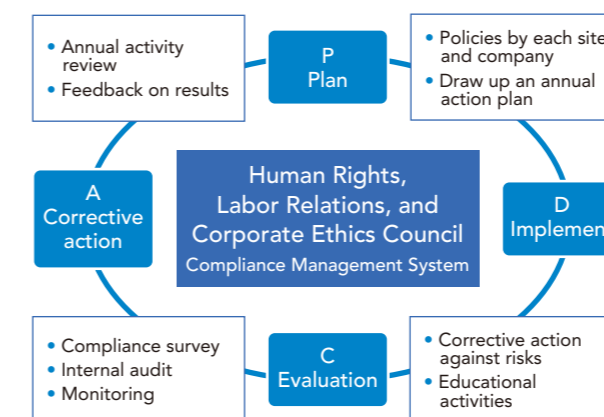 • Annual activity
review
• Feedback on results
P
Plan
• Policies by each site
and company
• Draw up an annual
action plan
A
Corrective
action
Human Rights,
Labor Relations, and
Corporate Ethics Council
Compliance Management System
D
Implemen
• Compliance survey
• Internal audit
• Monitoring
C
Evaluation
• Corrective action
against risks
• Educational
activities